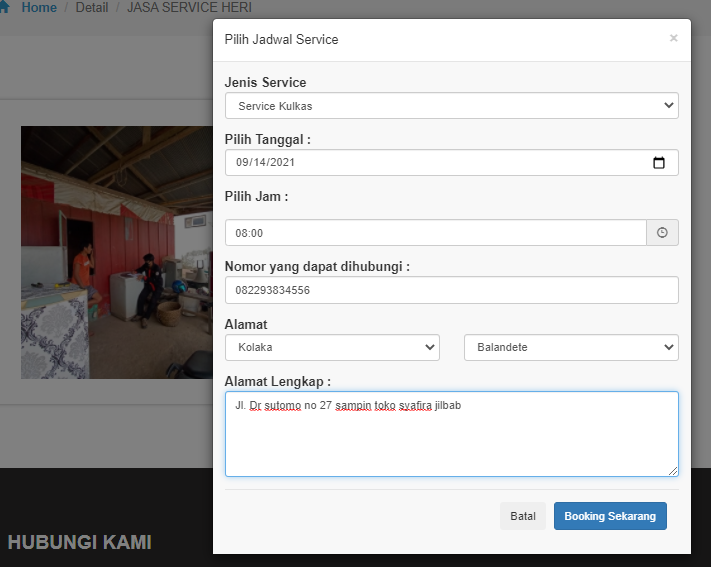 Home / Detail / JASA SERVICE HERI
Pilih Jadwal Service ×
Jenis Service
Service Kulkas
Pilih Tanggal :
09/14/2021
Pilih Jam :
08:00
Nomor yang dapat dihubungi :
082293834556
Alamat
Kolaka Balandete
Alamat Lengkap :
Jl. Dr sutomo no 27 sampin toko syafira jilbab
Batal Booking Sekarang
HUBUNGI KAMI